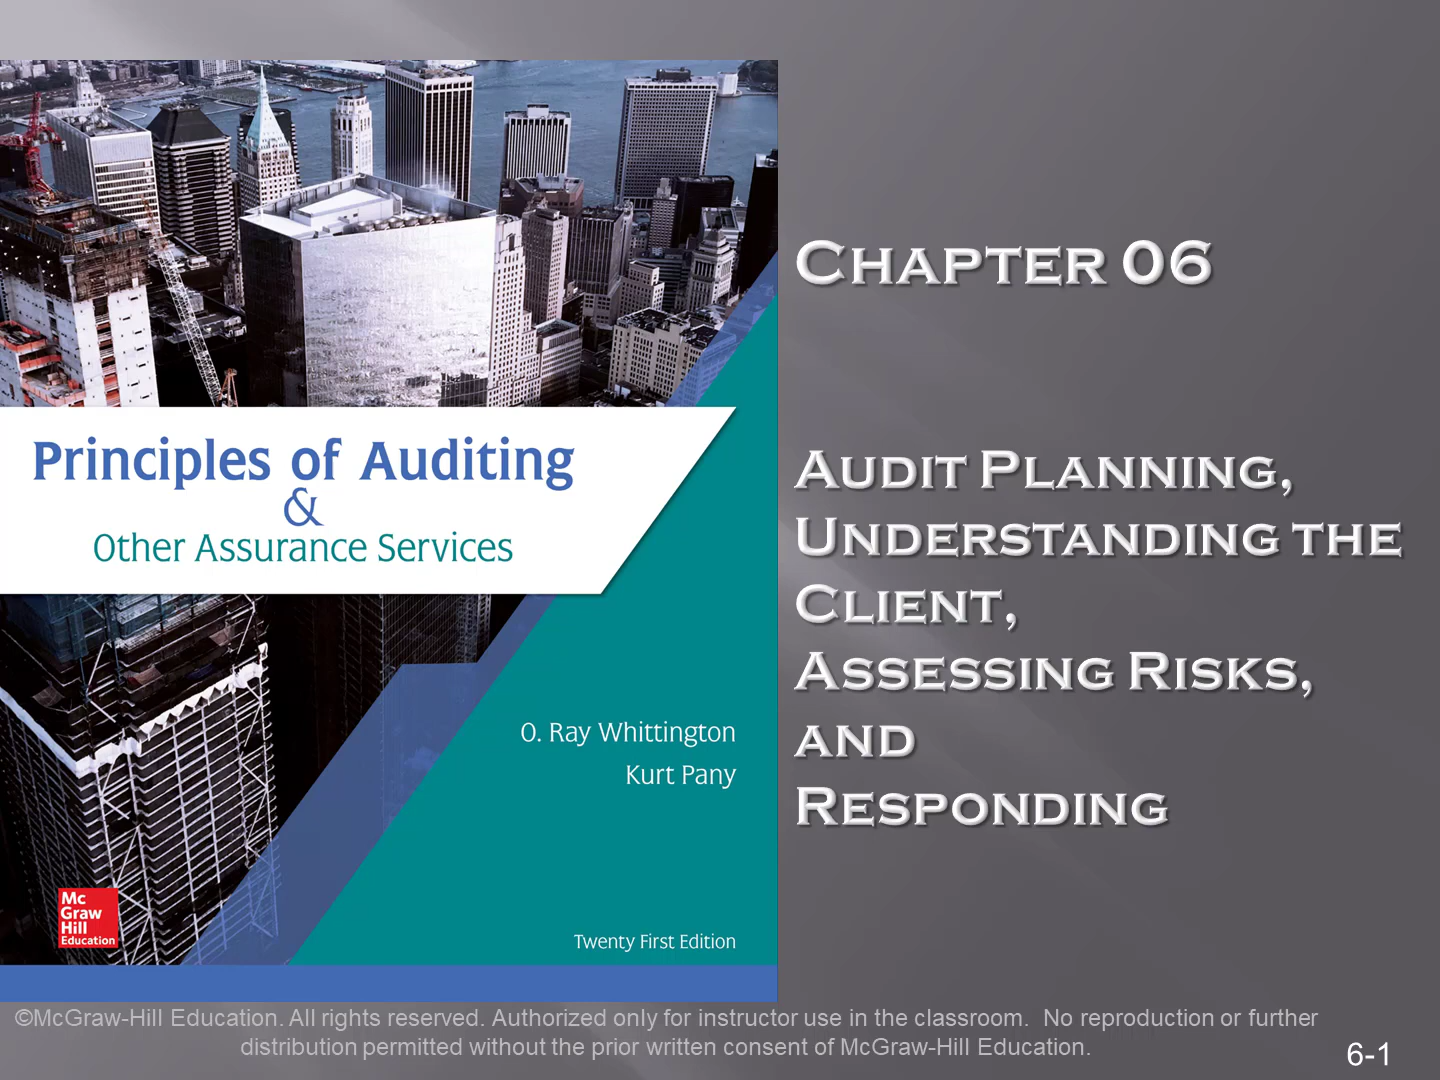 Principles of Auditing
&
Other Assurance Services
O. Ray Whittington
Kurt Pany
Mc
Graw
Hill
Education
Twenty First Edition
Chapter 06
Audit Planning,
Understanding the
Client,
Assessing Risks,
and
Responding
©McGraw-Hill Education. All rights reserved. Authorized only for instructor use in the classroom.  No reproduction or further
distribution permitted without the prior written consent of McGraw-Hill Education.
6-1